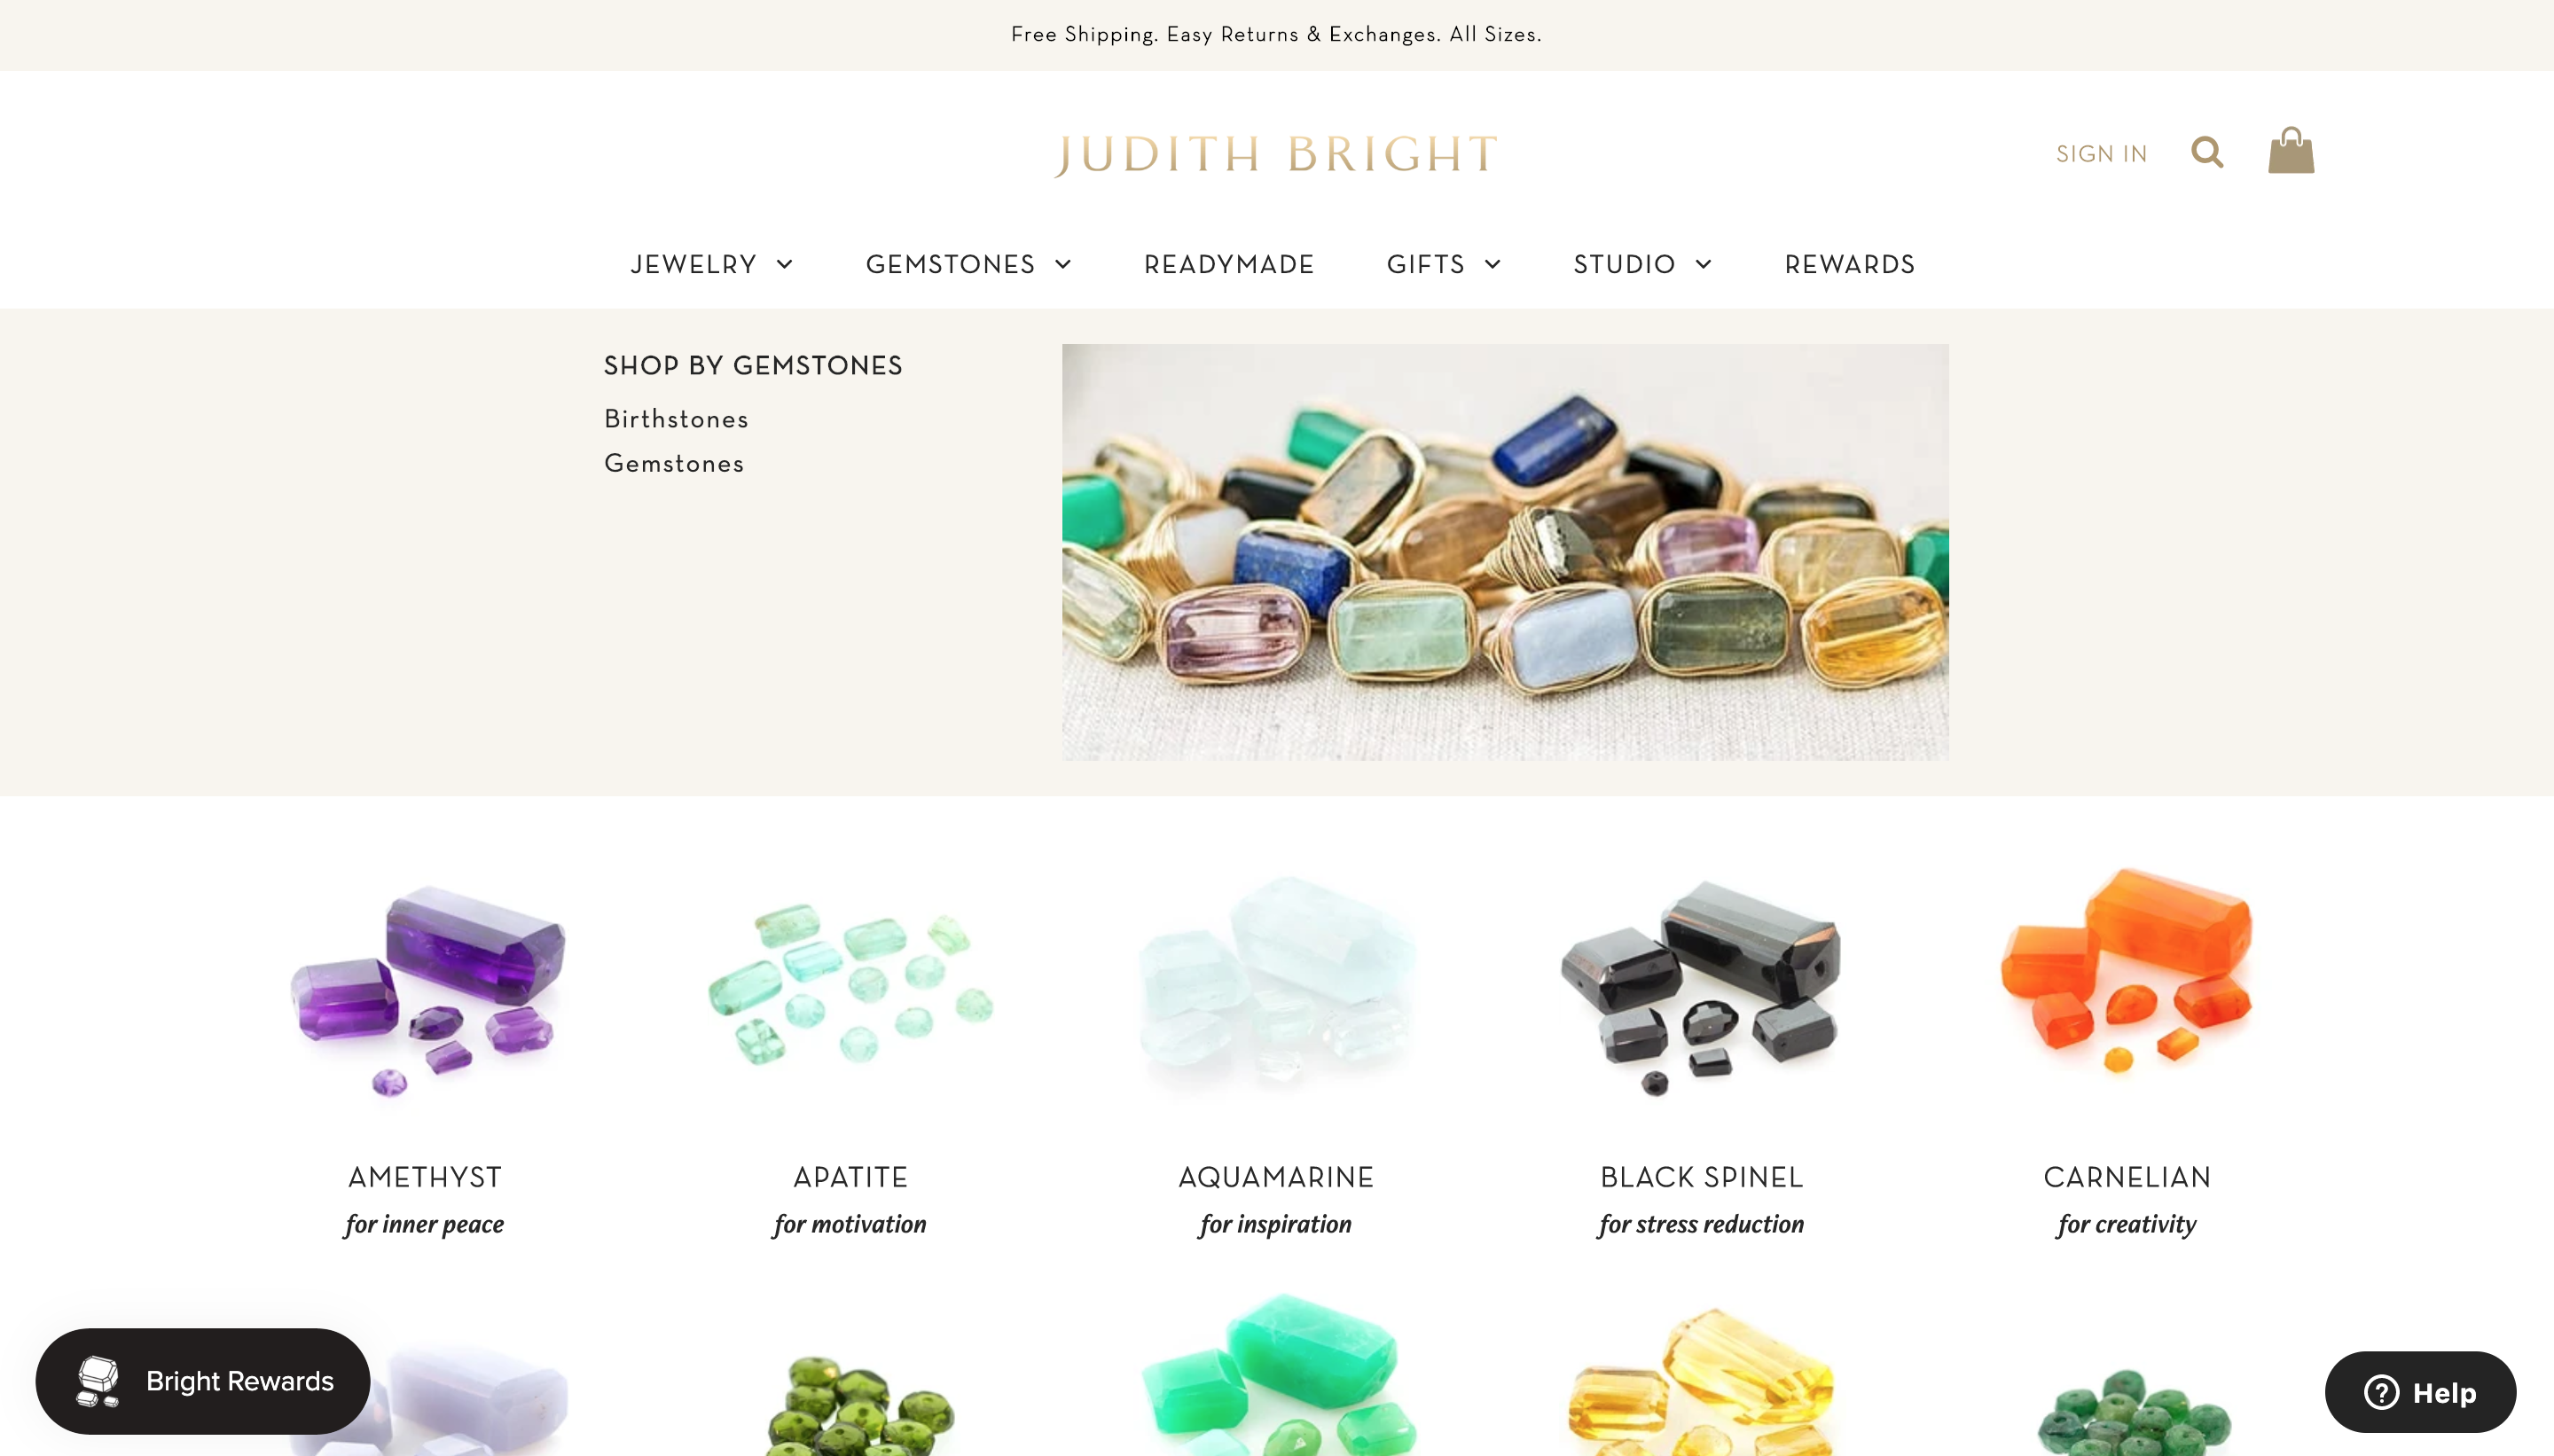 Free Shipping. Easy Returns & Exchanges. All Sizes.
JUDITH BRIGHT
SIGN IN
JEWELRY
GEMSTONES
READYMADE
GIFTS
STUDIO
REWARDS
SHOP BY GEMSTONES
Birthstones
Gemstones
AMETHYST
for inner peace
APATITE
for motivation
AQUAMARINE
for inspiration
BLACK SPINEL
for stress reduction
CARNELIAN
for creativity
Bright Rewards
Help